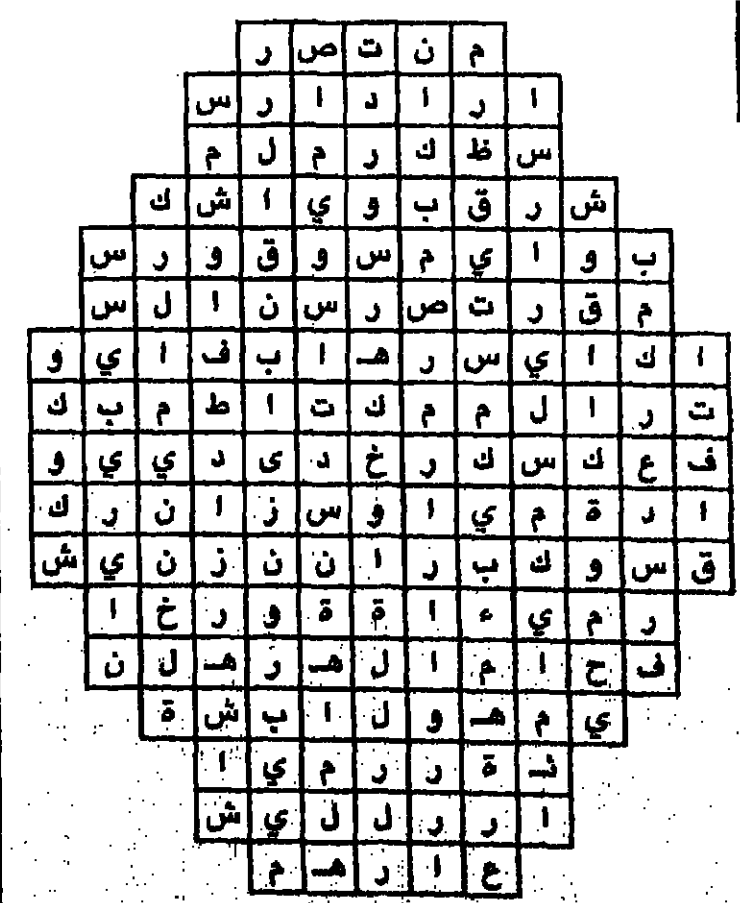 م ن ت ص ر
ا ر ا د ا ر س
س ظ ك ر م ل م
ش ر ق ب و ي ا ش ك
ب و ا ي م س و ق و ر س
م ق ر ت ص ر س ن ا ل س
ا ك ا ي س ر هـ ا ب ف ا ي و
ت ر ا ل م م ك ت ا ط م ب ك
ف ع ك س ك ر خ د ى د ي ي و
ا د ة م ي ا و س ز ا ن ر ك
ق س و ك ب ر ا ن ن ز ن ي ش
ر م ي ء ا ة ة و ر خ ا
ف ح ا م ا ل هـ ر هـ ل ن
ي م هـ و ل ا ب ش ة
ة ر ر م ي ا
ا ر ر ل ل ي ش
ع ا ر هـ م